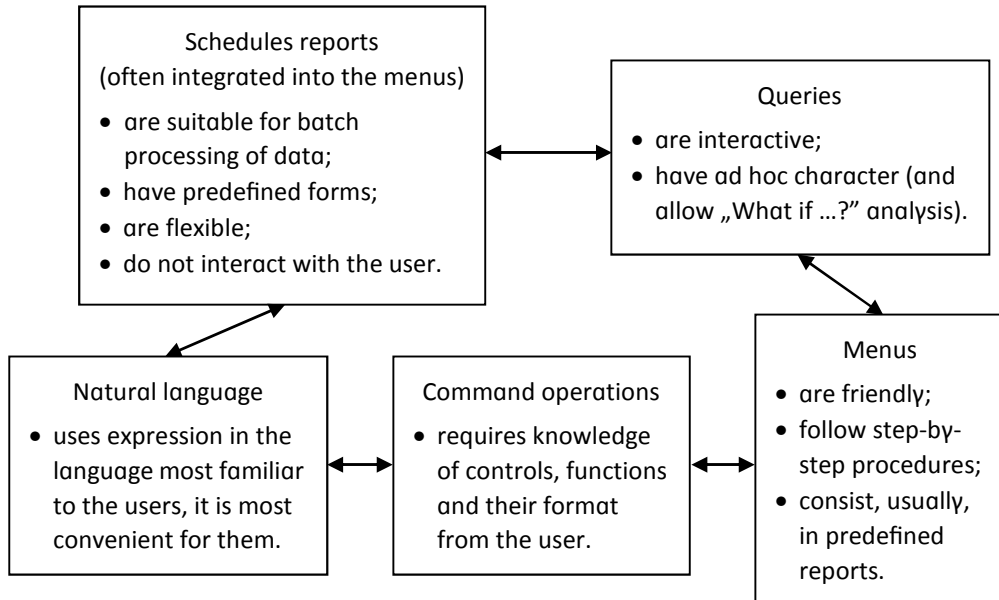 Schedules reports
(often integrated into the menus)
• are suitable for batch
processing of data;
• have predefined forms;
• are flexible;
• do not interact with the user.
Queries
• are interactive;
• have ad hoc character (and
allow „What if ...?” analysis).
Natural language
• uses expression in the
language most familiar
to the users, it is most
convenient for them.
Command operations
• requires knowledge
of controls, functions
and their format
from the user.
Menus
• are friendly;
• follow step-by-
step procedures;
• consist, usually,
in predefined
reports.